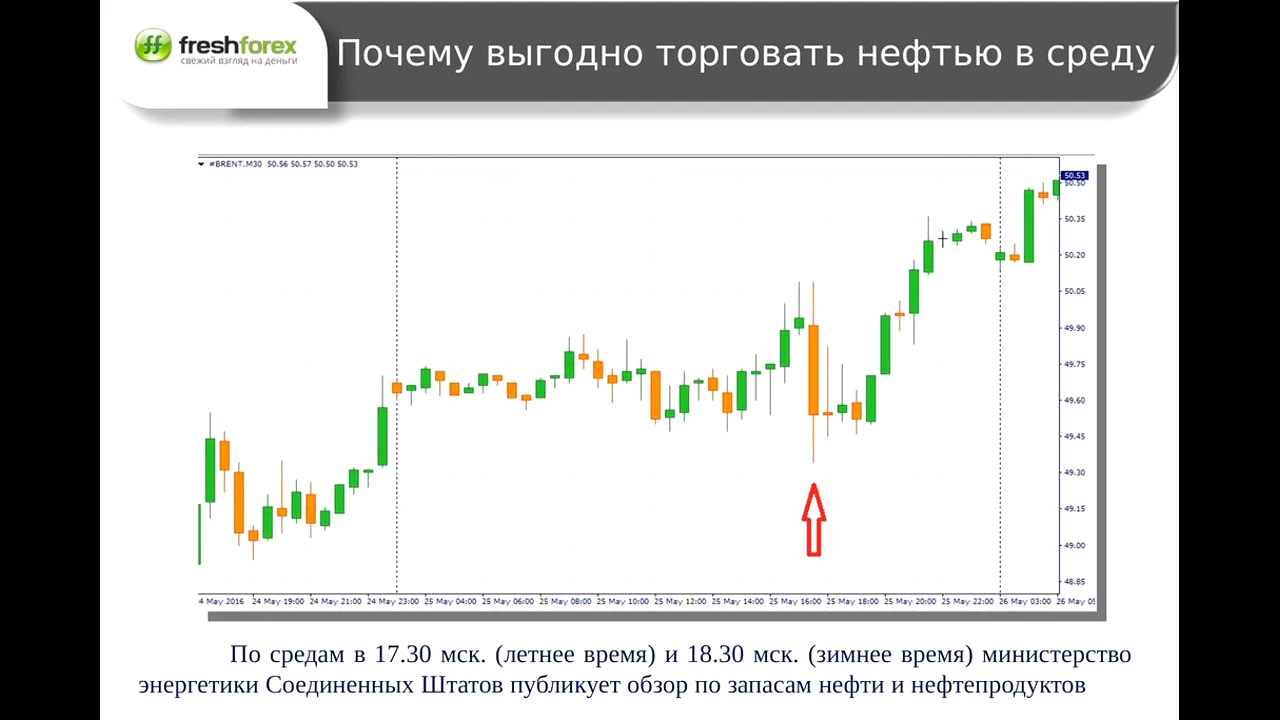 freshforex
свежий взгляд на деньги
Почему выгодно торговать нефтью в среду
#BRENT.M30 50.56 50.57 50.50 50.53
50.53
50.50
50.35
50.20
50.05
49.90
49.75
49.60
49.45
49.30
49.15
49.00
48.85
4 May 2016 24 May 19:00 24 May 21:00 24 May 23:00 25 May 04:00 25 May 06:00 25 May 08:00 25 May 10:00 25 May 12:00 25 May 14:00 25 May 16:00 25 May 18:00 25 May 20:00 25 May 22:00 26 May 03:00 26 May
По средам в 17.30 мск. (летнее время) и 18.30 мск. (зимнее время) министерство
энергетики Соединенных Штатов публикует обзор по запасам нефти и нефтепродуктов